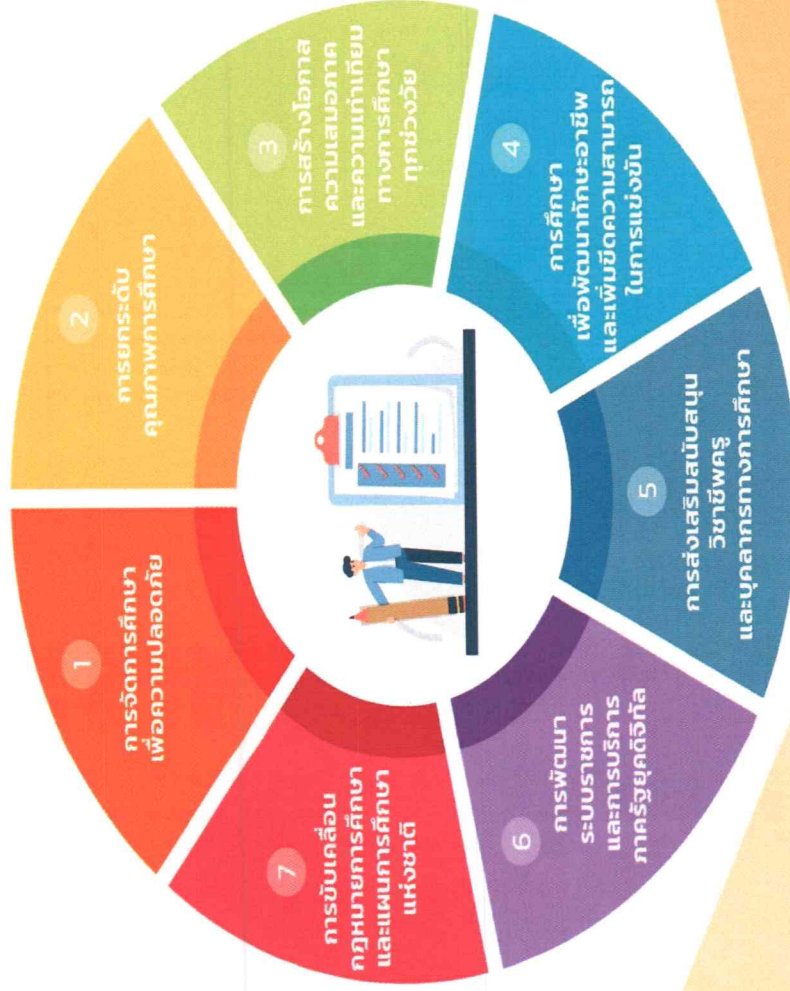 1
การจัดการศึกษา
เพื่อความปลอดภัย
2
การยกระดับ
คุณภาพการศึกษา
3
การสร้างโอกาส
ความเสมอภาค
และความเท่าเทียม
ทางการศึกษา
ทุกช่วงวัย
4
การศึกษา
เพื่อพัฒนาทักษะอาชีพ
และเพิ่มขีดความสามารถ
ในการแข่งขัน
5
การส่งเสริมสนับสนุน
วิชาชีพครู
และบุคลากรทางการศึกษา
6
การพัฒนา
ระบบราชการ
และการบริการ
ภาครัฐยุคดิจิทัล
7
การขับเคลื่อน
กฎหมายการศึกษา
และแผนการศึกษา
แห่งชาติ